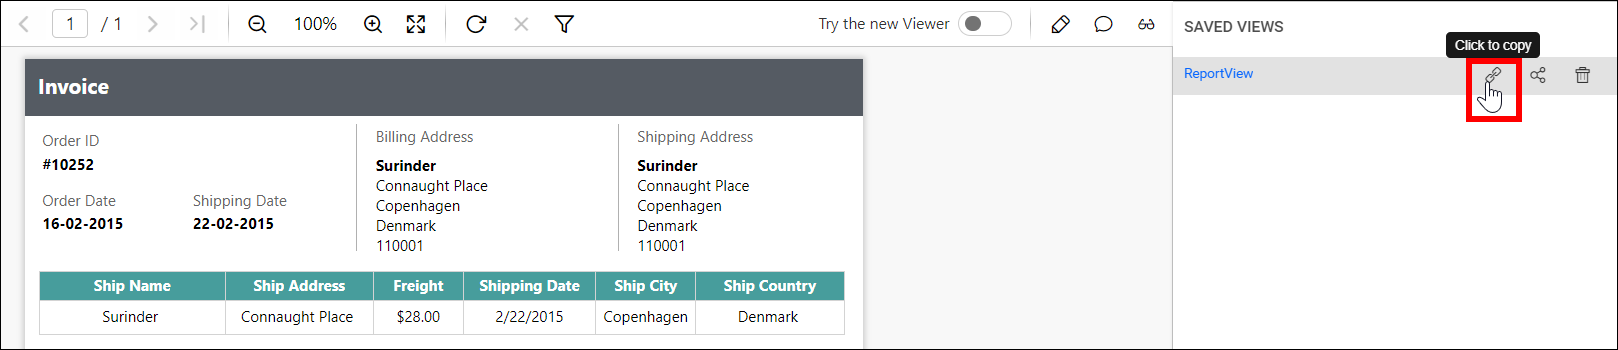 1 / 1 100% Try the new Viewer
SAVED VIEWS
Click to copy
ReportView
Invoice
Order ID
#10252
Order Date Shipping Date
16-02-2015 22-02-2015
Billing Address
Surinder
Connaught Place
Copenhagen
Denmark
110001
Shipping Address
Surinder
Connaught Place
Copenhagen
Denmark
110001
Ship Name Ship Address Freight Shipping Date Ship City Ship Country
Surinder Connaught Place $28.00 2/22/2015 Copenhagen Denmark